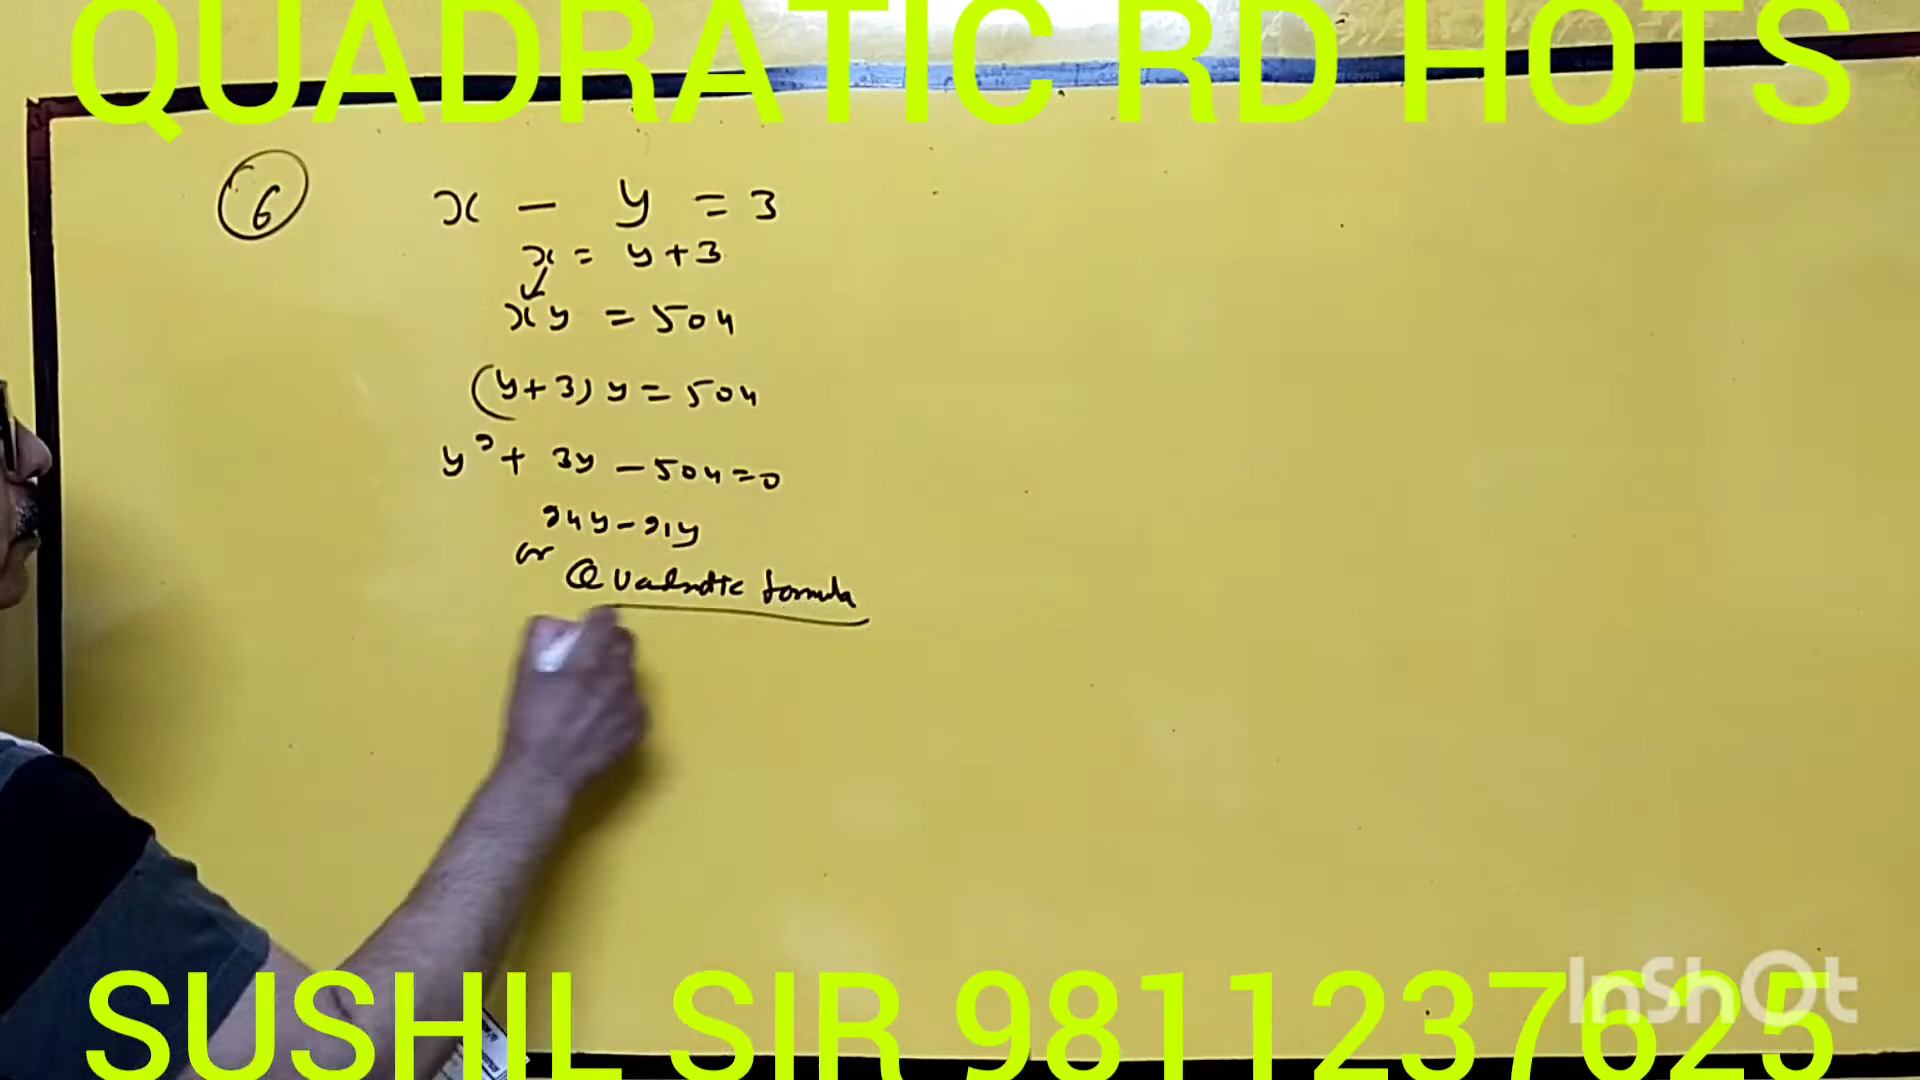 QUADRATIC RD HOTS
6
x - y = 3
x = y + 3
xy = 504
(y + 3) y = 504
y² + 3y - 504 = 0
24y - 21y
or
Quadratic formula
InShOt
SUSHIL SIR 9811237625